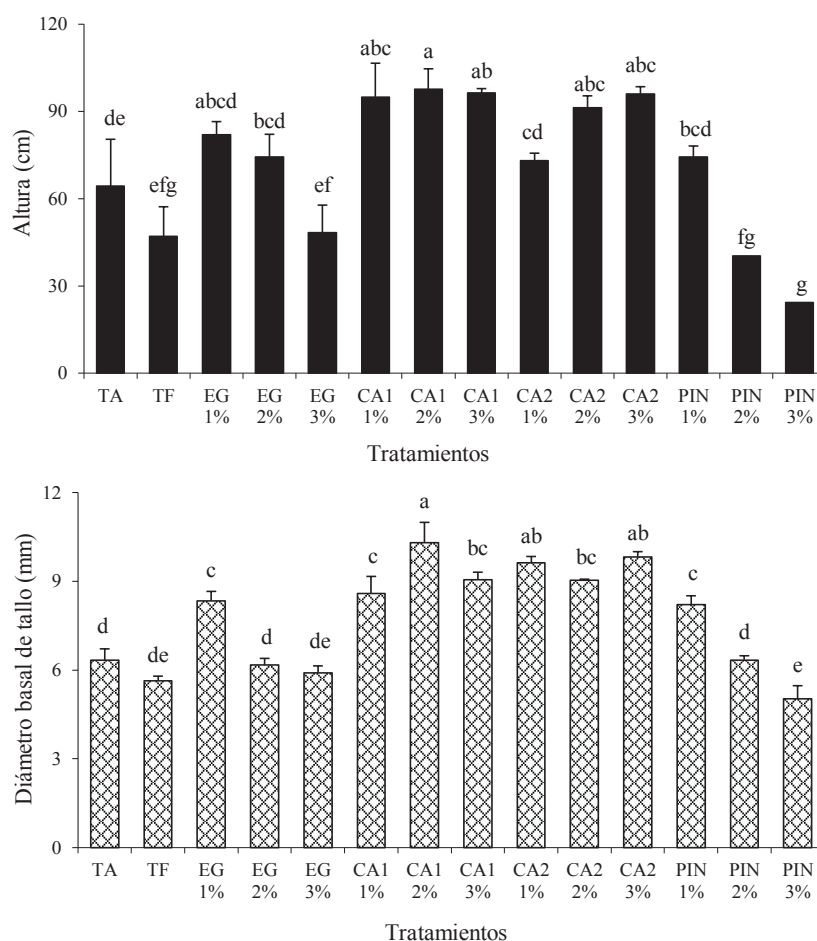 Altura (cm)
120
90
60
30
0
de
efg
abcd
bcd
ef
abc
a
ab
cd
abc
abc
bcd
fg
g
TA TF EG EG EG CA1 CA1 CA1 CA2 CA2 CA2 PIN PIN PIN
1% 2% 3% 1% 2% 3% 1% 2% 3% 1% 2% 3%
Tratamientos
Diámetro basal de tallo (mm)
12
9
6
3
0
d
de
c
d
de
c
a
bc
ab
bc
ab
c
d
e
TA TF EG EG EG CA1 CA1 CA1 CA2 CA2 CA2 PIN PIN PIN
1% 2% 3% 1% 2% 3% 1% 2% 3% 1% 2% 3%
Tratamientos